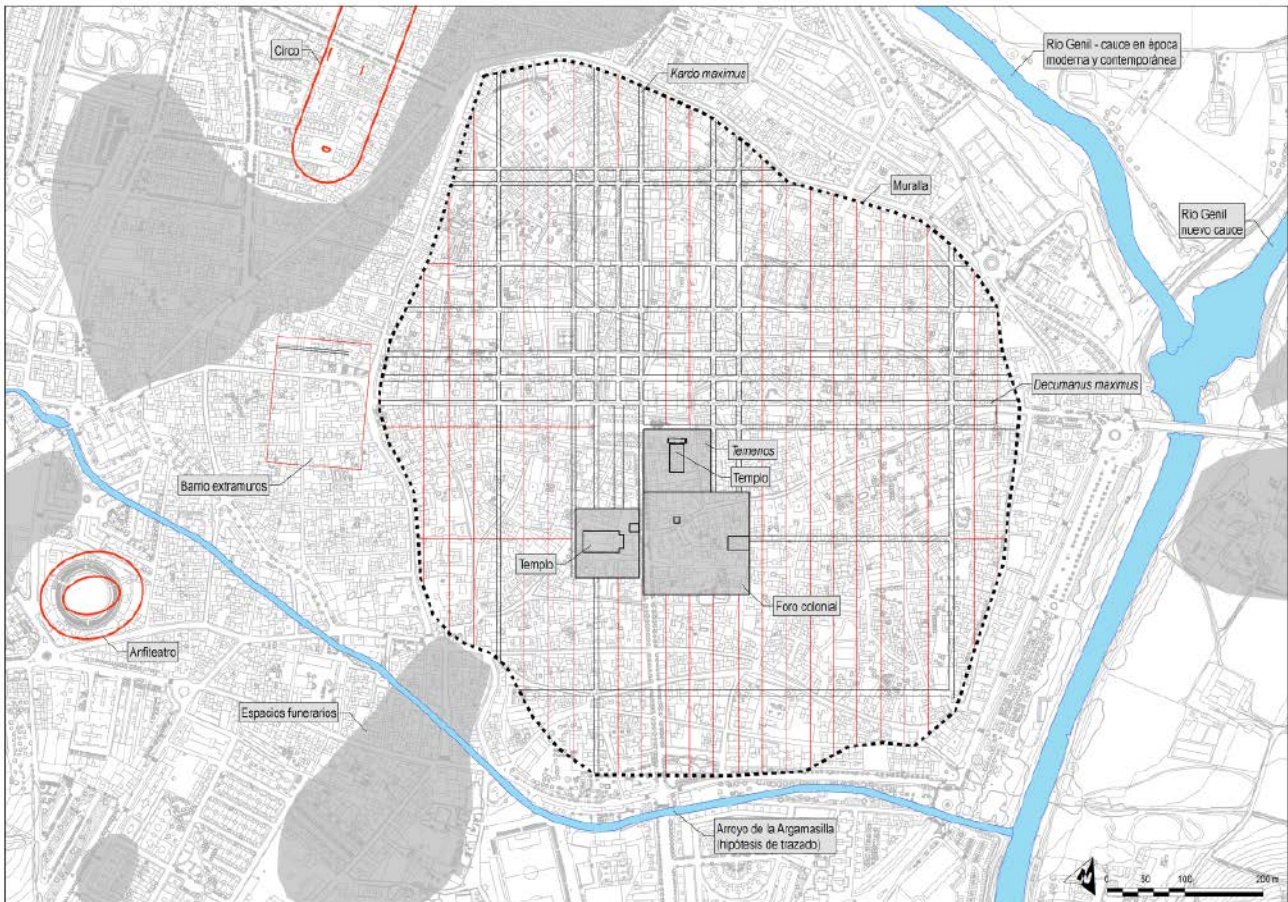 Circo
Kardo maximus
Río Genil - cauce en época
moderna y contemporánea
Muralla
Río Genil
nuevo cauce
Decumanus maximus
Temenos
Templo
Barrio extramuros
Templo
Foro colonial
Anfiteatro
Espacios funerarios
Arroyo de la Argamasilla
(hipótesis de trazado)
0 50 100 200 m